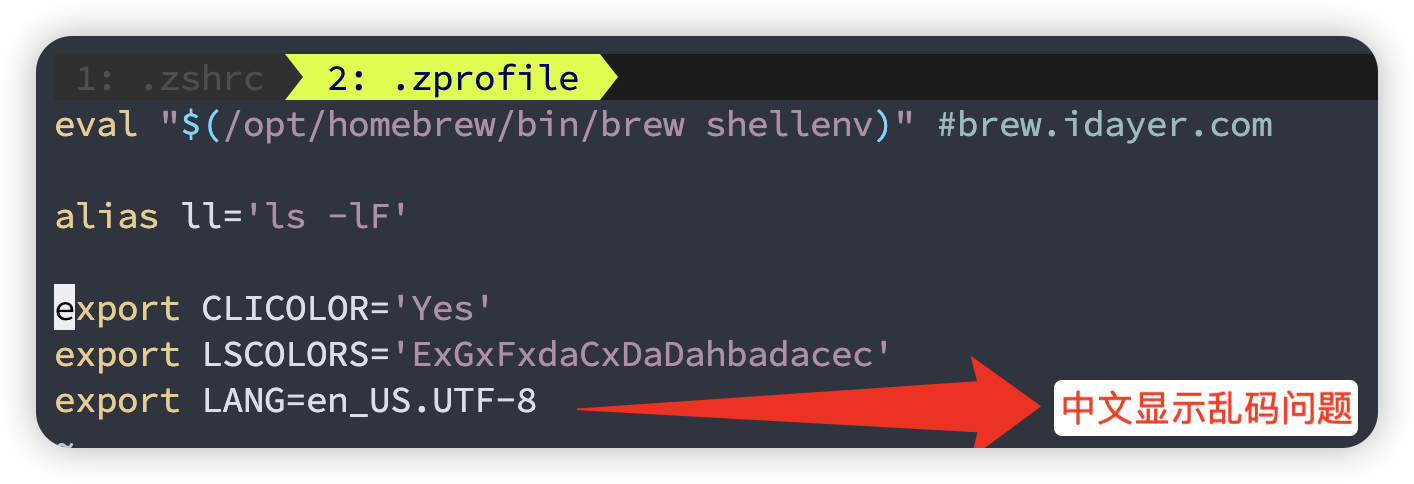 1: .zshrc 2: .zprofile
eval "$(/opt/homebrew/bin/brew shellenv)" #brew.idayer.com
alias ll='ls -lF'
export CLICOLOR='Yes'
export LSCOLORS='ExGxFxdaCxDaDahbadacec'
export LANG=en_US.UTF-8
中文显示乱码问题
~